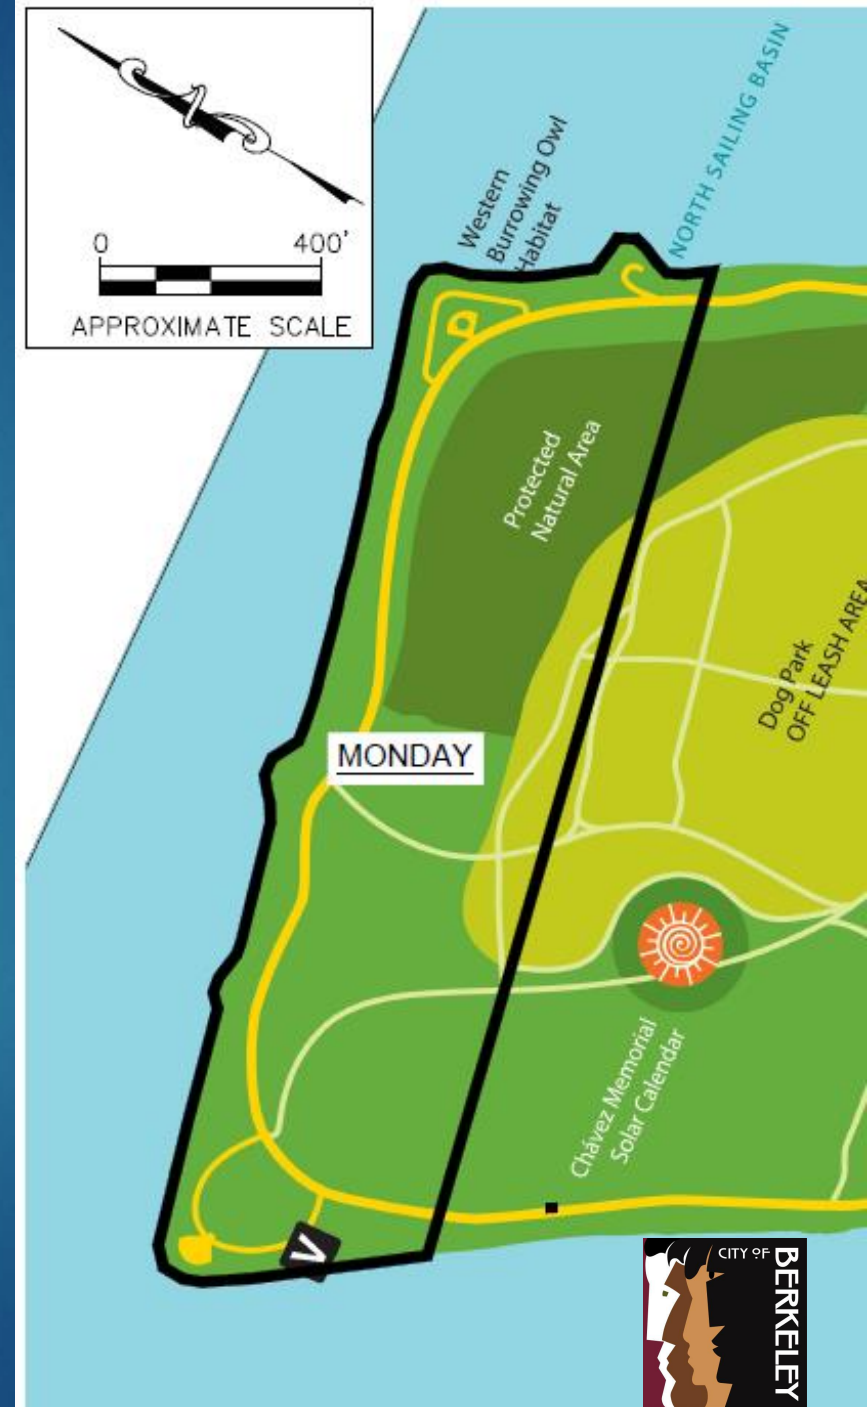 0 400'
APPROXIMATE SCALE
Western
Burrowing Owl
Habitat
NORTH SAILING BASIN
Protected
Natural Area
MONDAY
Dog Park
OFF LEASH AREA
Chávez Memorial
Solar Calendar
V
CITY OF
BERKELEY